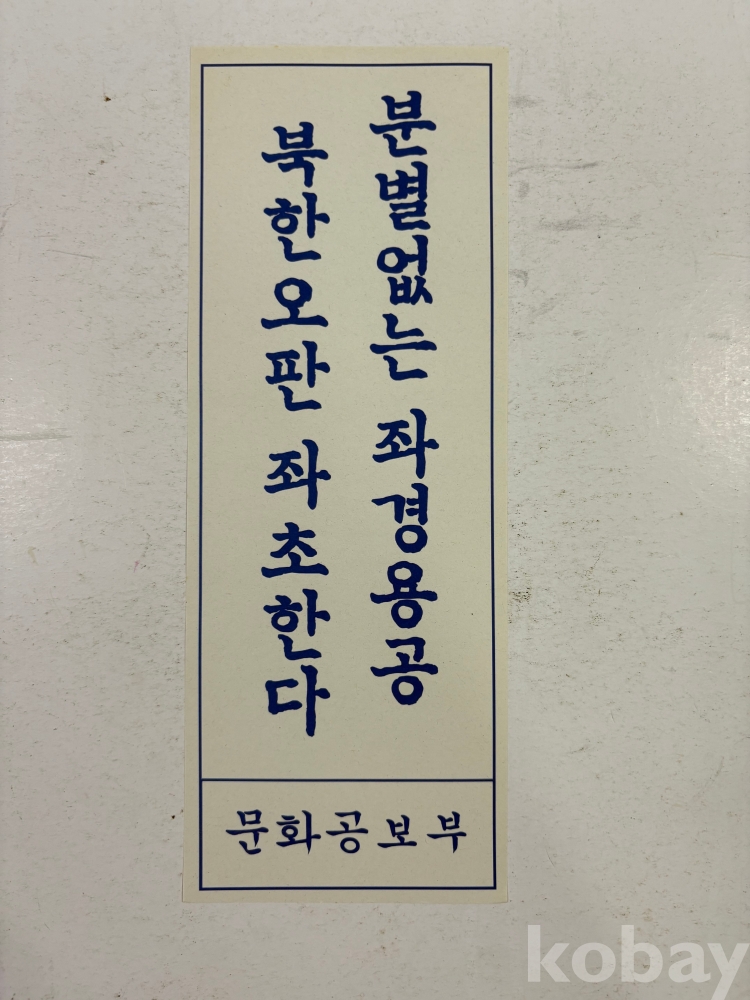 분별없는 좌경용공
북한오판 좌초한다
문화공보부
kobay